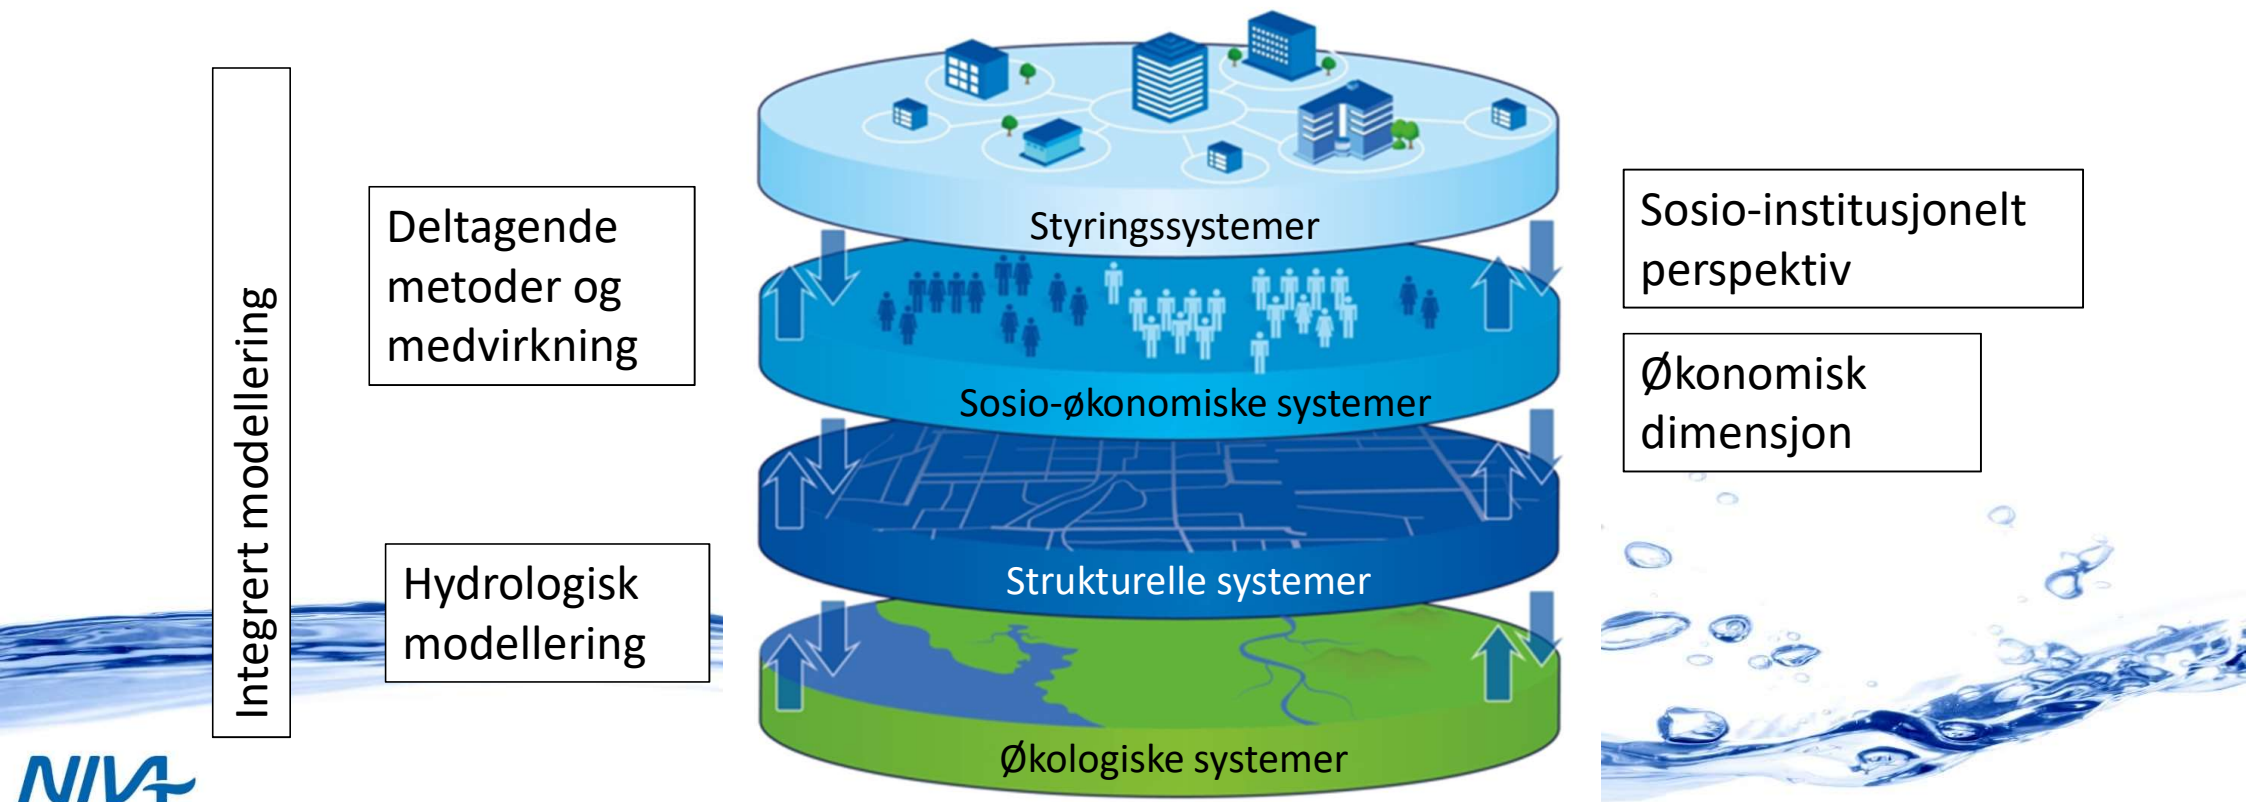 Integrert modellering
Deltagende
metoder og
medvirkning
Hydrologisk
modellering
Styringssystemer
Sosio-økonomiske systemer
Strukturelle systemer
Økologiske systemer
Sosio-institusjonelt
perspektiv
Økonomisk
dimensjon
NIVA